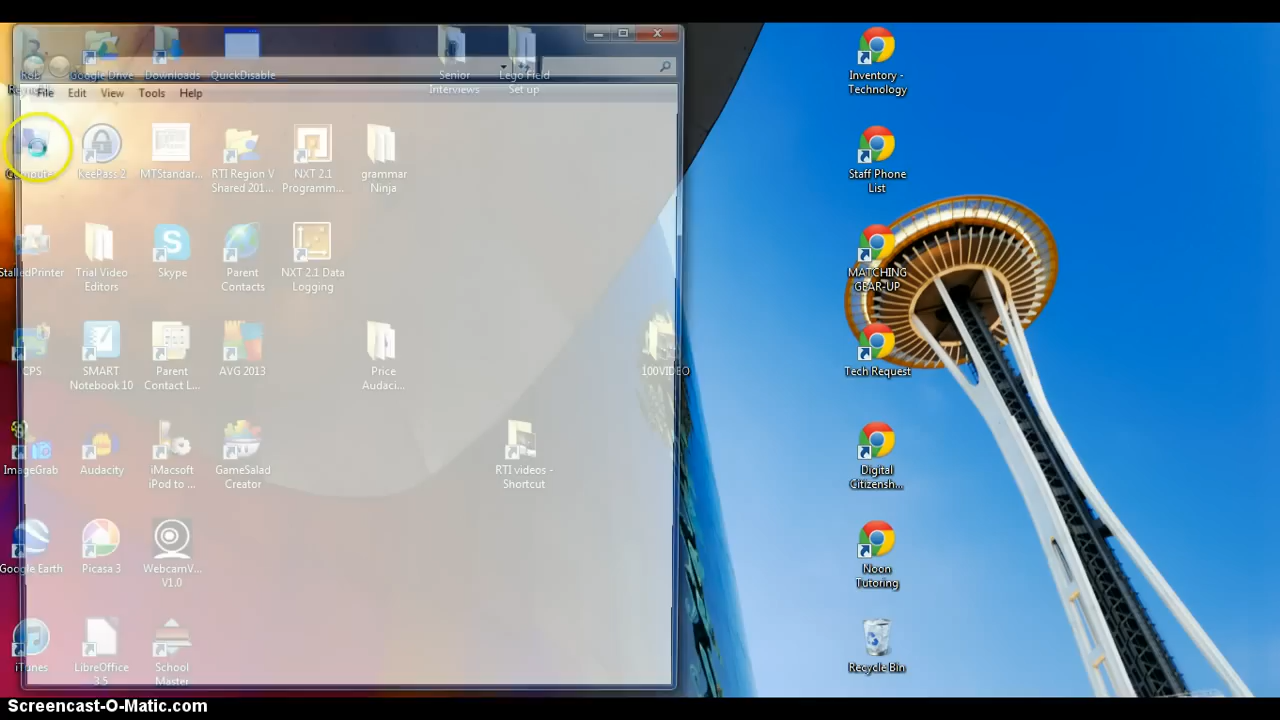 Google Drive
Downloads
QuickDisable
Senior
Interviews
Lego Field
Set up
Inventory -
Technology
File Edit View Tools Help
KeePass 2
MTStandar...
RTI Region V
Shared 201...
NXT 2.1
Programm...
grammar
Ninja
Staff Phone
List
StalledPrinter
Trial Video
Editors
Skype
Parent
Contacts
NXT 2.1 Data
Logging
MATCHING
GEAR-UP
CPS
SMART
Notebook 10
Parent
Contact L...
AVG 2013
Price
Audaci...
100VIDEO
Tech Request
ImageGrab
Audacity
iMacsoft
iPod to ...
GameSalad
Creator
RTI videos -
Shortcut
Digital
Citizensh...
Google Earth
Picasa 3
WebcamV...
V1.0
Noon
Tutoring
iTunes
LibreOffice
3.5
School
Master
Recycle Bin
Screencast-O-Matic.com